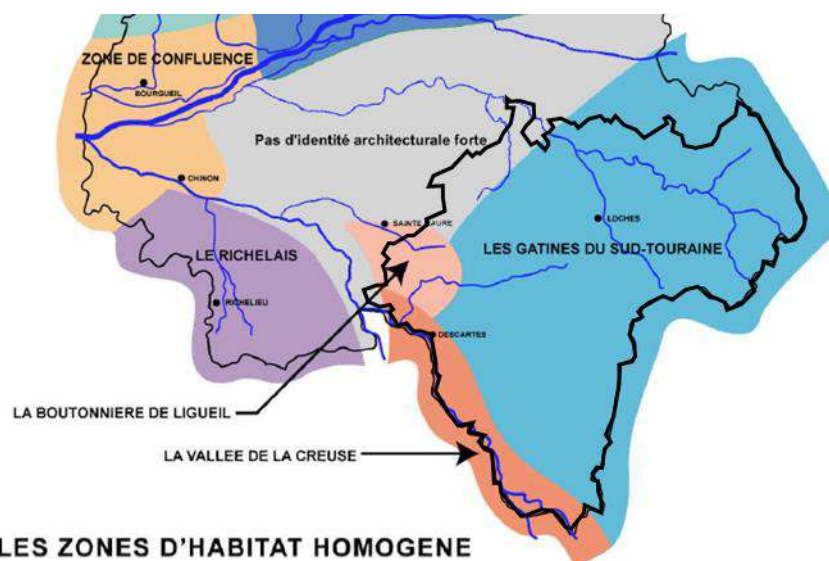 ZONE DE CONFLUENCE
BOURGUEIL
Pas d'identité architecturale forte
CHINON
SAINTE MAURE
LOCHES
LE RICHELAIS
LES GATINES DU SUD-TOURAINE
RICHELIEU
DESCARTES
LA BOUTONNIERE DE LIGUEIL
LA VALLEE DE LA CREUSE
LES ZONES D'HABITAT HOMOGENE